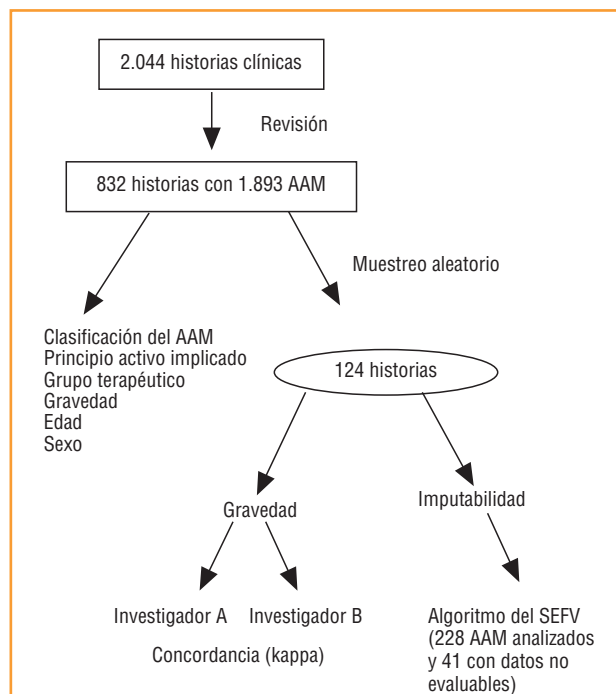 2.044 historias clínicas
Revisión
832 historias con 1.893 AAM
Muestreo aleatorio
Clasificación del AAM
Principio activo implicado
Grupo terapéutico
Gravedad
Edad
Sexo
124 historias
Gravedad
Imputabilidad
Investigador A
Investigador B
Concordancia (kappa)
Algoritmo del SEFV
(228 AAM analizados
y 41 con datos no
evaluables)